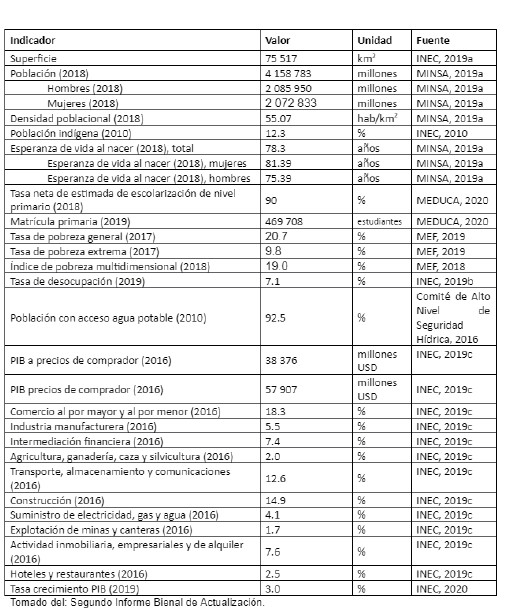 Indicador Valor Unidad Fuente
Superficie 75 517 km² INEC, 2019a
Población (2018) 4 158 783 millones MINSA, 2019a
Hombres (2018) 2 085 950 millones MINSA, 2019a
Mujeres (2018) 2 072 833 millones MINSA, 2019a
Densidad poblacional (2018) 55.07 hab/km² MINSA, 2019a
Población indígena (2010) 12.3 % INEC, 2010
Esperanza de vida al nacer (2018), total 78.3 años MINSA, 2019a
Esperanza de vida al nacer (2018), mujeres 81.39 años MINSA, 2019a
Esperanza de vida al nacer (2018), hombres 75.39 años MINSA, 2019a
Tasa neta de estimada de escolarización de nivel
primario (2018) 90 % MEDUCA, 2020
Matrícula primaria (2019) 469 708 estudiantes MEDUCA, 2020
Tasa de pobreza general (2017) 20.7 % MEF, 2019
Tasa de pobreza extrema (2017) 9.8 % MEF, 2019
Índice de pobreza multidimensional (2018) 19.0 % MEF, 2018
Tasa de desocupación (2019) 7.1 % INEC, 2019b
Población con acceso agua potable (2010) 92.5 % Comité de Alto
Nivel de
Seguridad
Hídrica, 2016
PIB a precios de comprador (2016) 38 376 millones
USD INEC, 2019c
PIB precios de comprador (2016) 57 907 millones
USD INEC, 2019c
Comercio al por mayor y al por menor (2016) 18.3 % INEC, 2019c
Industria manufacturera (2016) 5.5 % INEC, 2019c
Intermediación financiera (2016) 7.4 % INEC, 2019c
Agricultura, ganadería, caza y silvicultura (2016) 2.0 % INEC, 2019c
Transporte, almacenamiento y comunicaciones
(2016) 12.6 % INEC, 2019c
Construcción (2016) 14.9 % INEC, 2019c
Suministro de electricidad, gas y agua (2016) 4.1 % INEC, 2019c
Explotación de minas y canteras (2016) 1.7 % INEC, 2019c
Actividad inmobiliaria, empresariales y de alquiler
(2016) 7.6 % INEC, 2019c
Hoteles y restaurantes (2016) 2.5 % INEC, 2019c
Tasa crecimiento PIB (2019) 3.0 % INEC, 2020
Tomado del: Segundo Informe Bienal de Actualización.